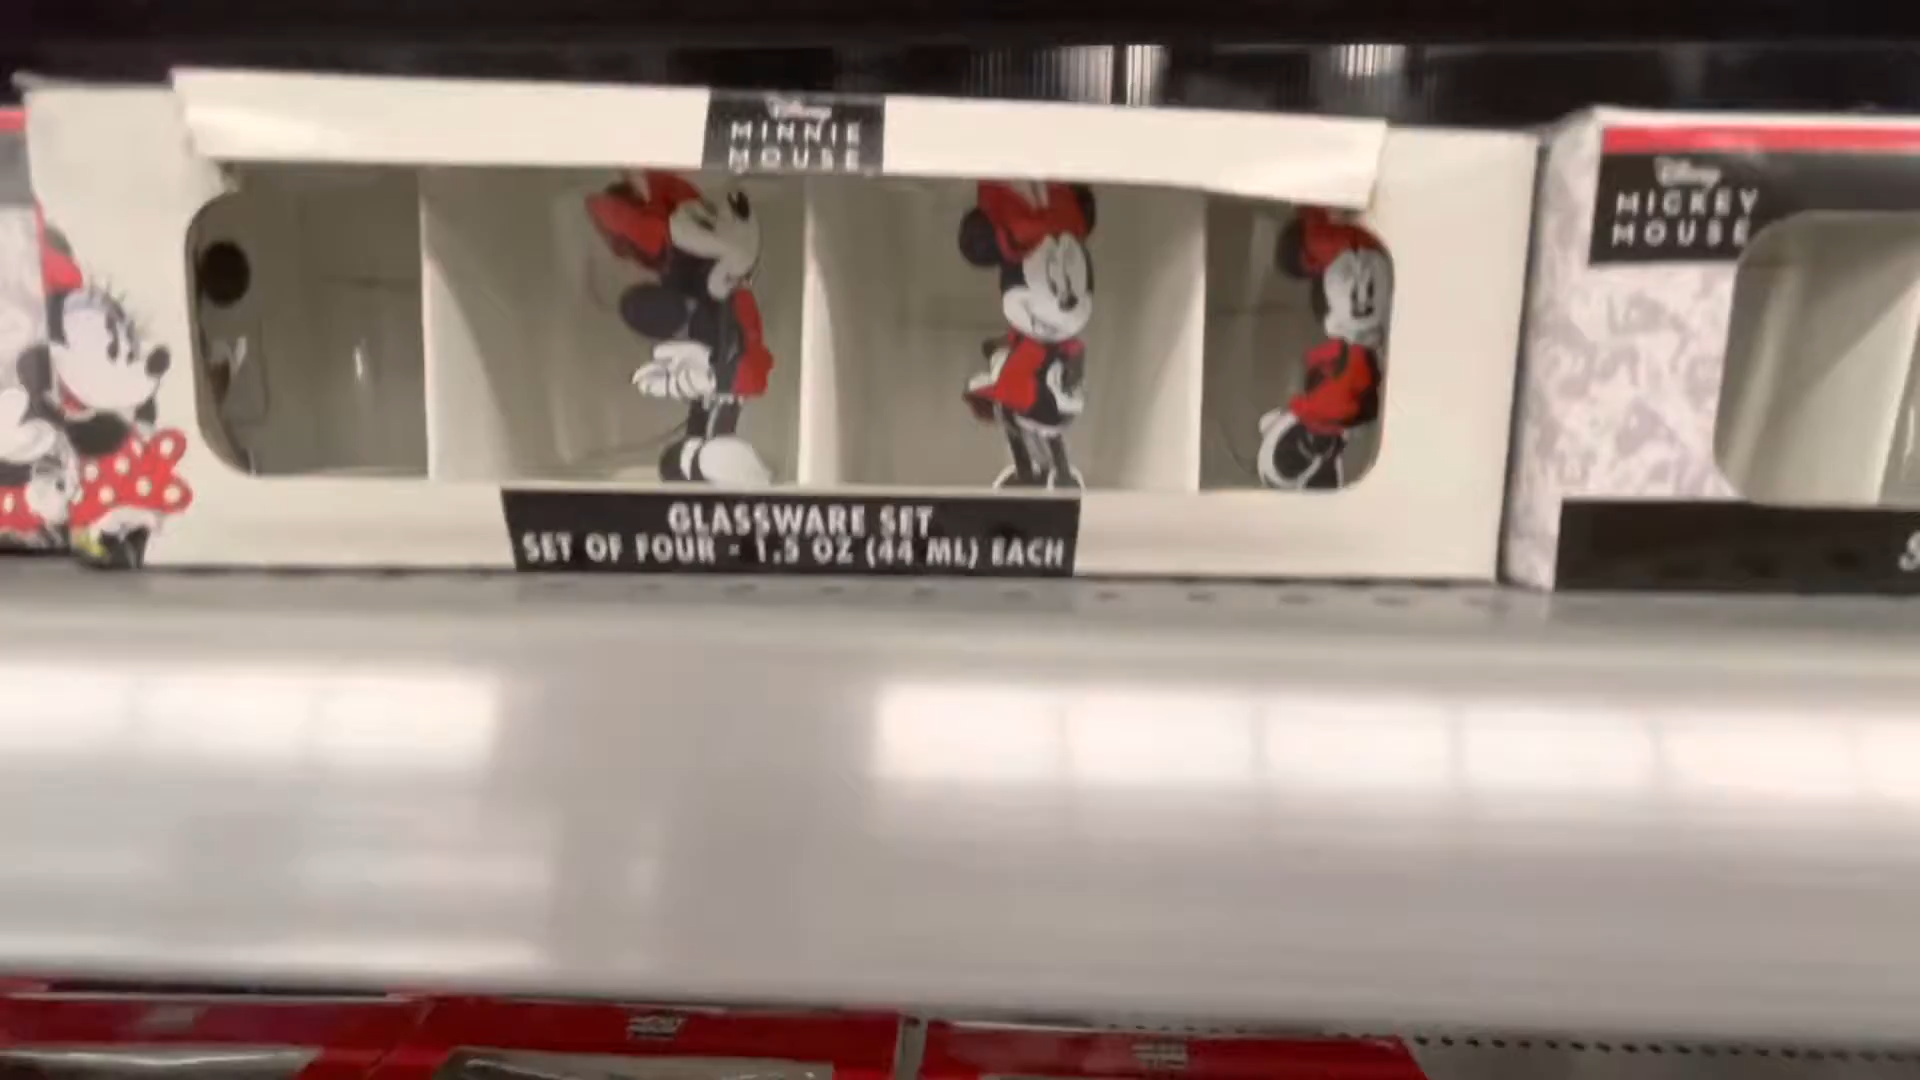 Disney
MINNIE
MOUSE
GLASSWARE SET
SET OF FOUR - 1.5 OZ (44 ML) EACH
Disney
MICKEY
MOUSE